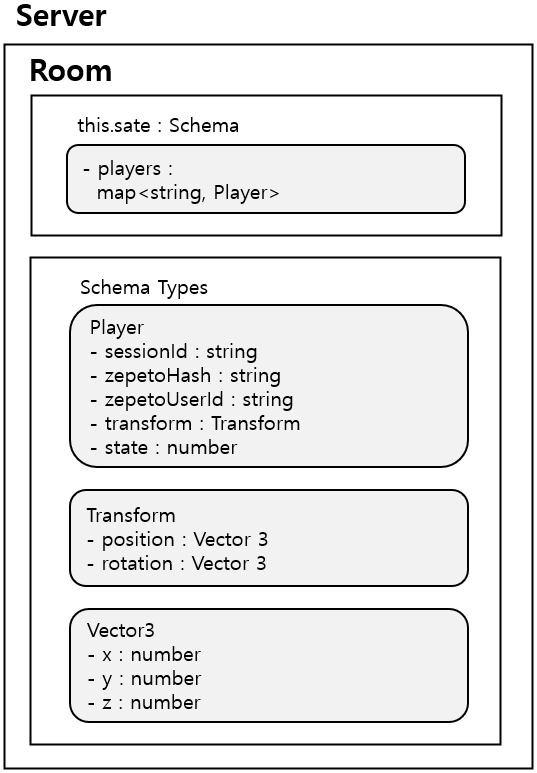 Server
Room
this.sate : Schema
- players :
map<string, Player>
Schema Types
Player
- sessionId : string
- zepetoHash : string
- zepetoUserId : string
- transform : Transform
- state : number
Transform
- position : Vector 3
- rotation : Vector 3
Vector3
- x : number
- y : number
- z : number